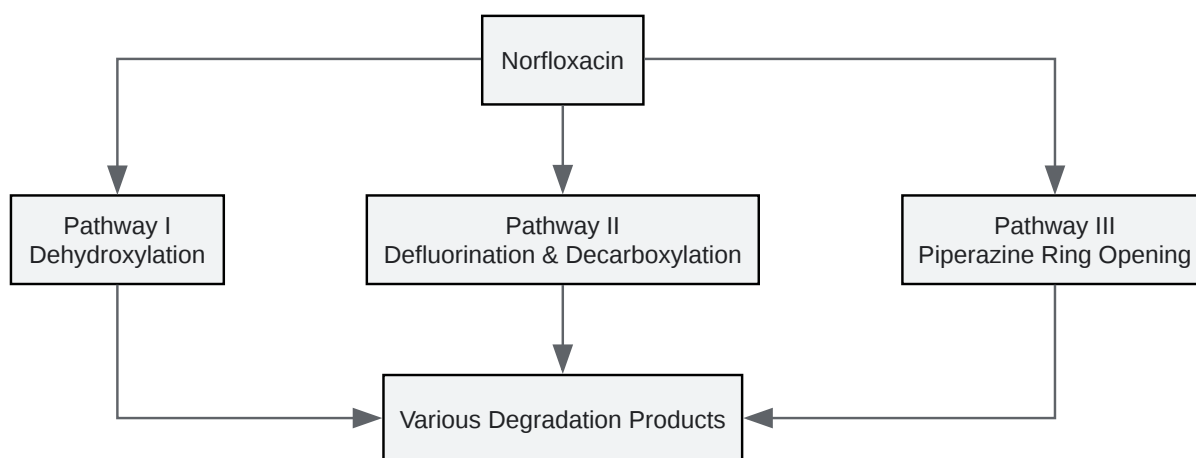 Norfloxacin
Pathway I
Dehydroxylation
Pathway II
Defluorination & Decarboxylation
Pathway III
Piperazine Ring Opening
Various Degradation Products